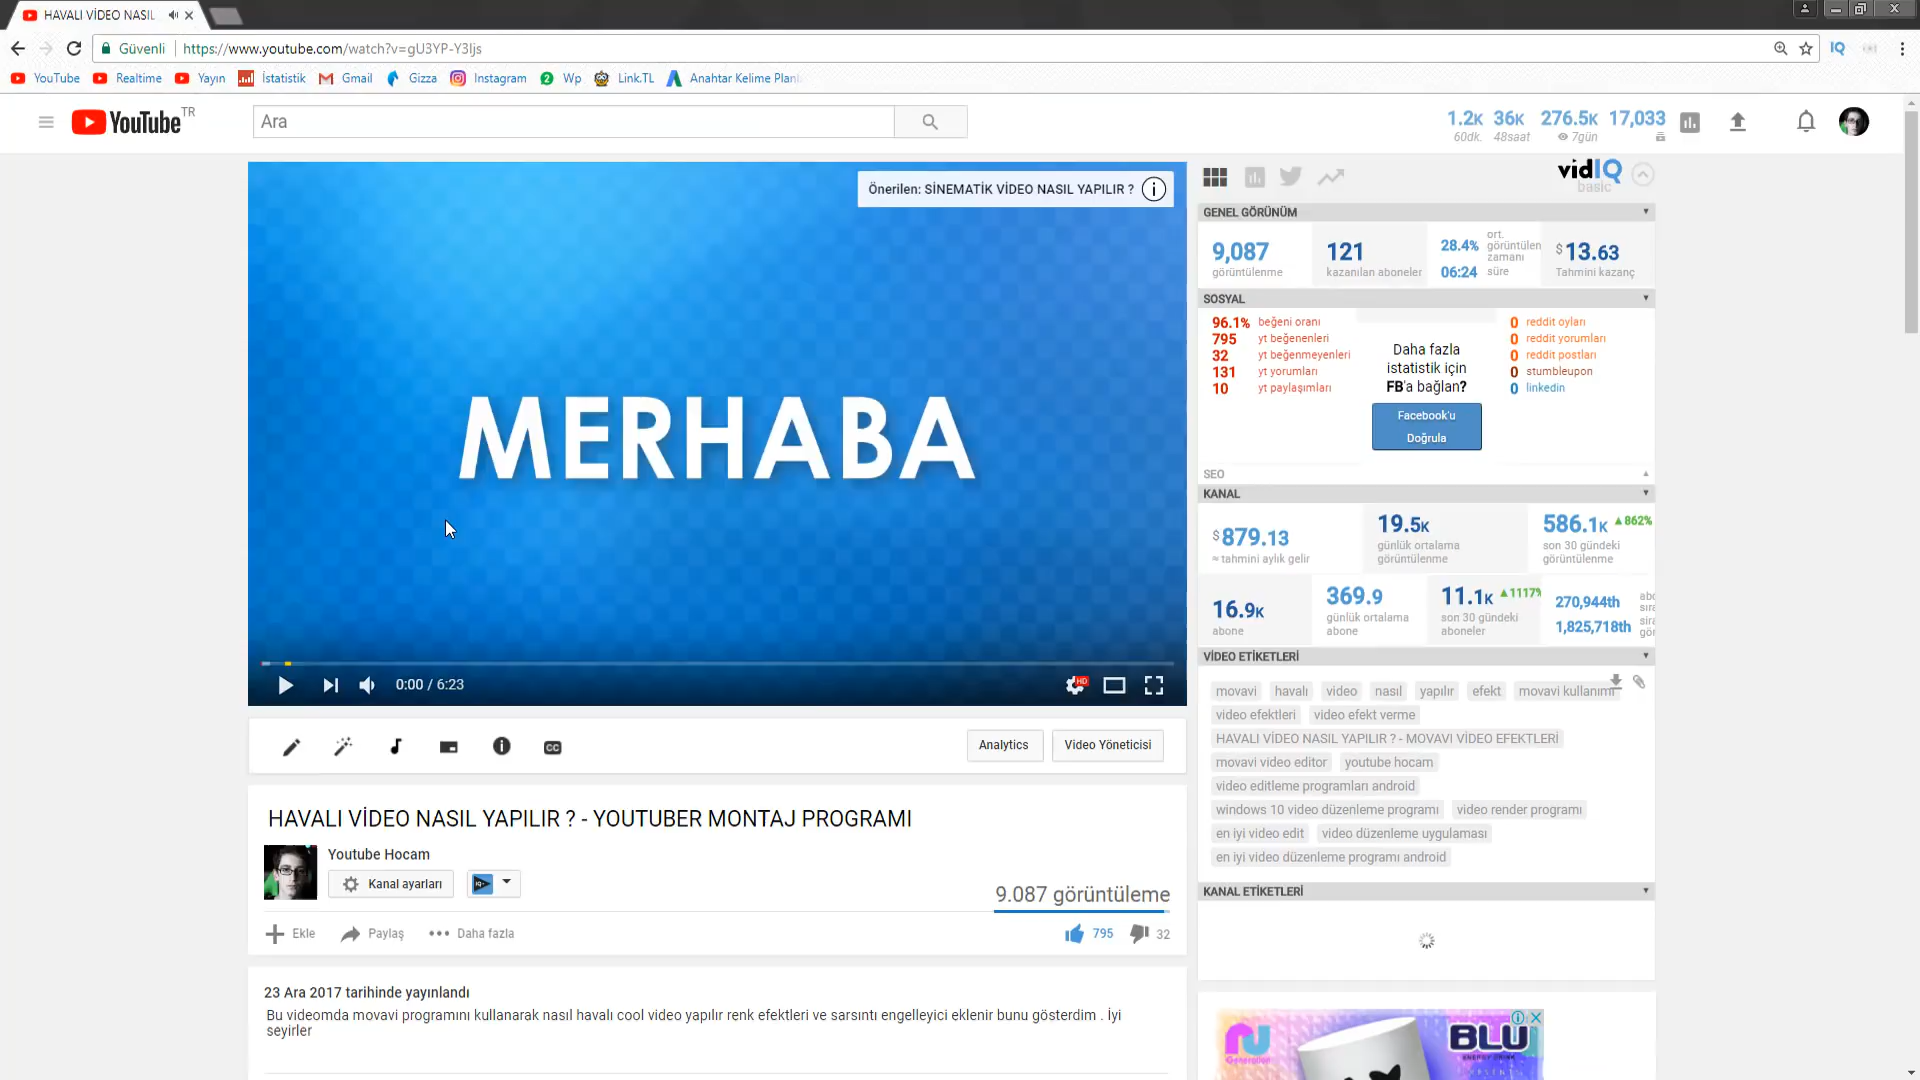 HAVALI VİDEO NASIL
Güvenli
https://www.youtube.com/watch?v=gU3YP-Y3Ijs
IQ
YouTube
Realtime
Yayın
İstatistik
Gmail
Gizza
Instagram
2 Wp
Link.TL
Anahtar Kelime
YouTube TR
Ara
1.2K 60dk.
36K 48saat
276.5K 7gün
17,033
Önerilen: SİNEMATİK VİDEO NASIL YAPILIR ?
MERHABA
0:00 / 6:23
HD
CC
Analytics
Video Yöneticisi
HAVALI VİDEO NASIL YAPILIR ? - YOUTUBER MONTAJ PROGRAMI
Youtube Hocam
Kanal ayarları
9.087 görüntüleme
Ekle
Paylaş
Daha fazla
795
32
23 Ara 2017 tarihinde yayınlandı
Bu videomda movavi programını kullanarak nasıl havalı cool video yapılır renk efektleri ve sarsıntı engelleyici eklenir bunu gösterdim . İyi
seyirler
vidIQ
basic
GENEL GÖRÜNÜM
9,087 görüntülenme
121 kazanılan aboneler
28.4% ort. görüntülen zamanı
06:24 süre
$13.63 Tahmini kazanç
SOSYAL
96.1% beğeni oranı
795 yt beğenenleri
32 yt beğenmeyenleri
131 yt yorumları
10 yt paylaşımları
Daha fazla
istatistik için
FB'a bağlan?
Facebook'u
Doğrula
0 reddit oyları
0 reddit yorumları
0 reddit postları
0 stumbleupon
0 linkedin
SEO
KANAL
$879.13 ≈ tahmini aylık gelir
19.5K günlük ortalama görüntülenme
586.1K ▲862% son 30 gündeki görüntülenme
16.9K abone
369.9 günlük ortalama abone
11.1K ▲1117% son 30 gündeki aboneler
270,944th
1,825,718th
VİDEO ETİKETLERİ
movavi havalı video nasıl yapılır efekt movavi kullanımı
video efektleri video efekt verme
HAVALI VİDEO NASIL YAPILIR ? - MOVAVI VİDEO EFEKTLERİ
movavi video editor youtube hocam
video editleme programları android
windows 10 video düzenleme programı video render programı
en iyi video edit video düzenleme uygulaması
en iyi video düzenleme programı android
KANAL ETİKETLERİ
Generation
BLU
ENERGY DRINK